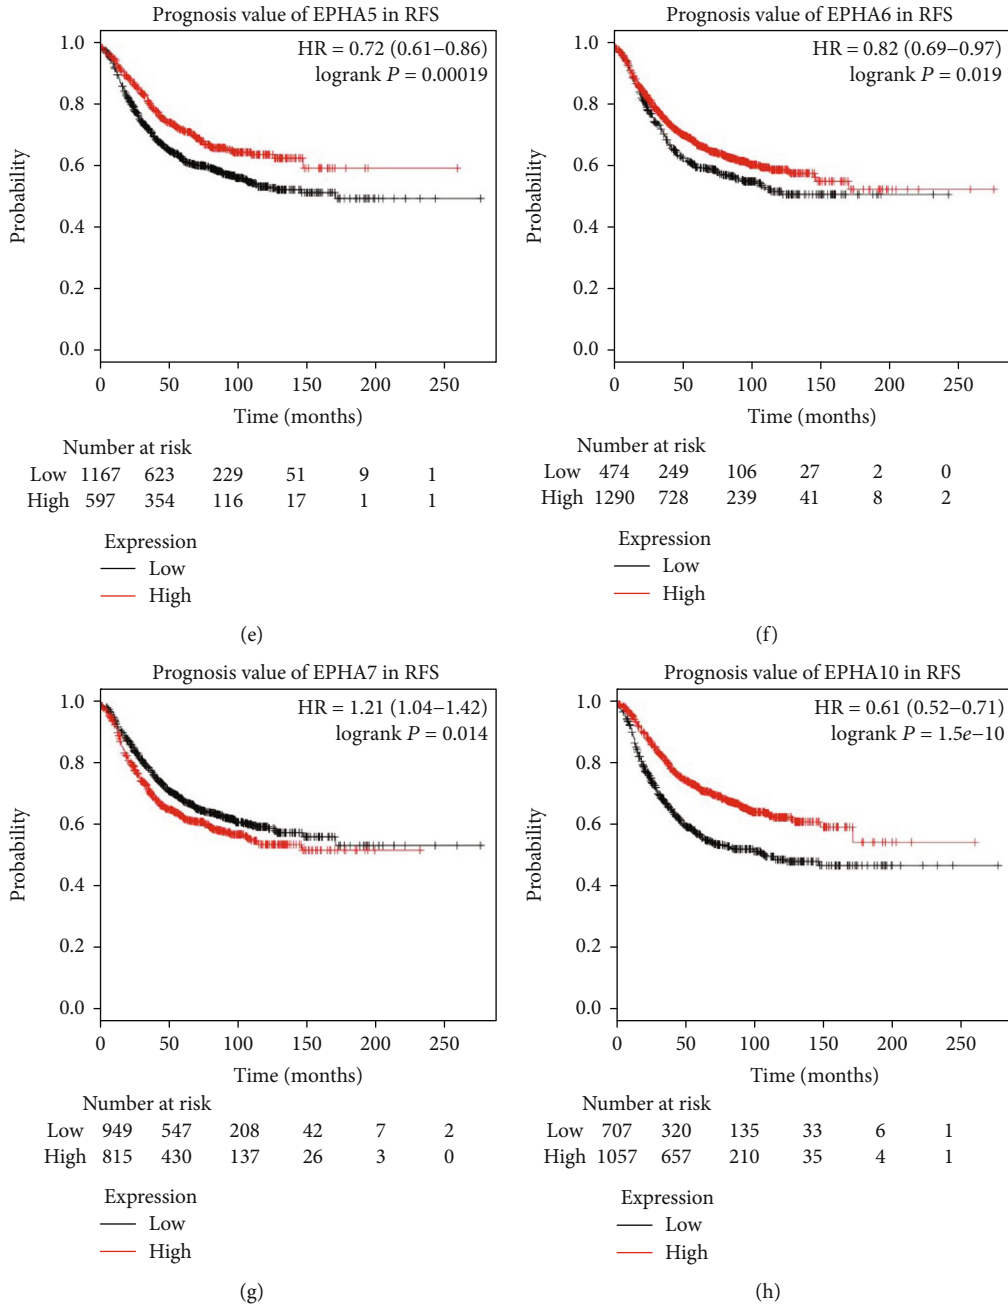 Prognosis value of EPHA5 in RFS
HR = 0.72 (0.61–0.86)
logrank P = 0.00019
1.0
0.8
0.6
0.4
0.2
0.0
Probability
0 50 100 150 200 250
Time (months)
Number at risk
Low 1167 623 229 51 9 1
High 597 354 116 17 1 1
Expression
Low
High
(e)
Prognosis value of EPHA6 in RFS
HR = 0.82 (0.69–0.97)
logrank P = 0.019
1.0
0.8
0.6
0.4
0.2
0.0
Probability
0 50 100 150 200 250
Time (months)
Number at risk
Low 474 249 106 27 2 0
High 1290 728 239 41 8 2
Expression
Low
High
(f)
Prognosis value of EPHA7 in RFS
HR = 1.21 (1.04–1.42)
logrank P = 0.014
1.0
0.8
0.6
0.4
0.2
0.0
Probability
0 50 100 150 200 250
Time (months)
Number at risk
Low 949 547 208 42 7 2
High 815 430 137 26 3 0
Expression
Low
High
(g)
Prognosis value of EPHA10 in RFS
HR = 0.61 (0.52–0.71)
logrank P = 1.5e−10
1.0
0.8
0.6
0.4
0.2
0.0
Probability
0 50 100 150 200 250
Time (months)
Number at risk
Low 707 320 135 33 6 1
High 1057 657 210 35 4 1
Expression
Low
High
(h)